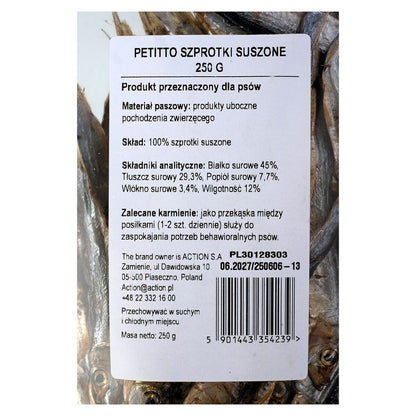 PETITTO SZPROTKI SUSZONE
250 G
Produkt przeznaczony dla psów
Materiał paszowy: produkty uboczne
pochodzenia zwierzęcego
Skład: 100% szprotki suszone
Składniki analityczne: Białko surowe 45%,
Tłuszcz surowy 29,3%, Popiół surowy 7,7%,
Włókno surowe 3,4%, Wilgotność 12%
Zalecane karmienie: jako przekąska między
posiłkami (1-2 szt. dziennie) służy do
zaspokajania potrzeb behawioralnych psów.
The brand owner is ACTION S.A
Zamienie, ul Dawidowska 10
05-500 Piaseczno, Poland
Action@action.pl
+48 22 332 16 00
Przechowywać w suchym
i chłodnym miejscu
Masa netto: 250 g
PL30128303
06.2027/250606-13
5 901443 354239 >